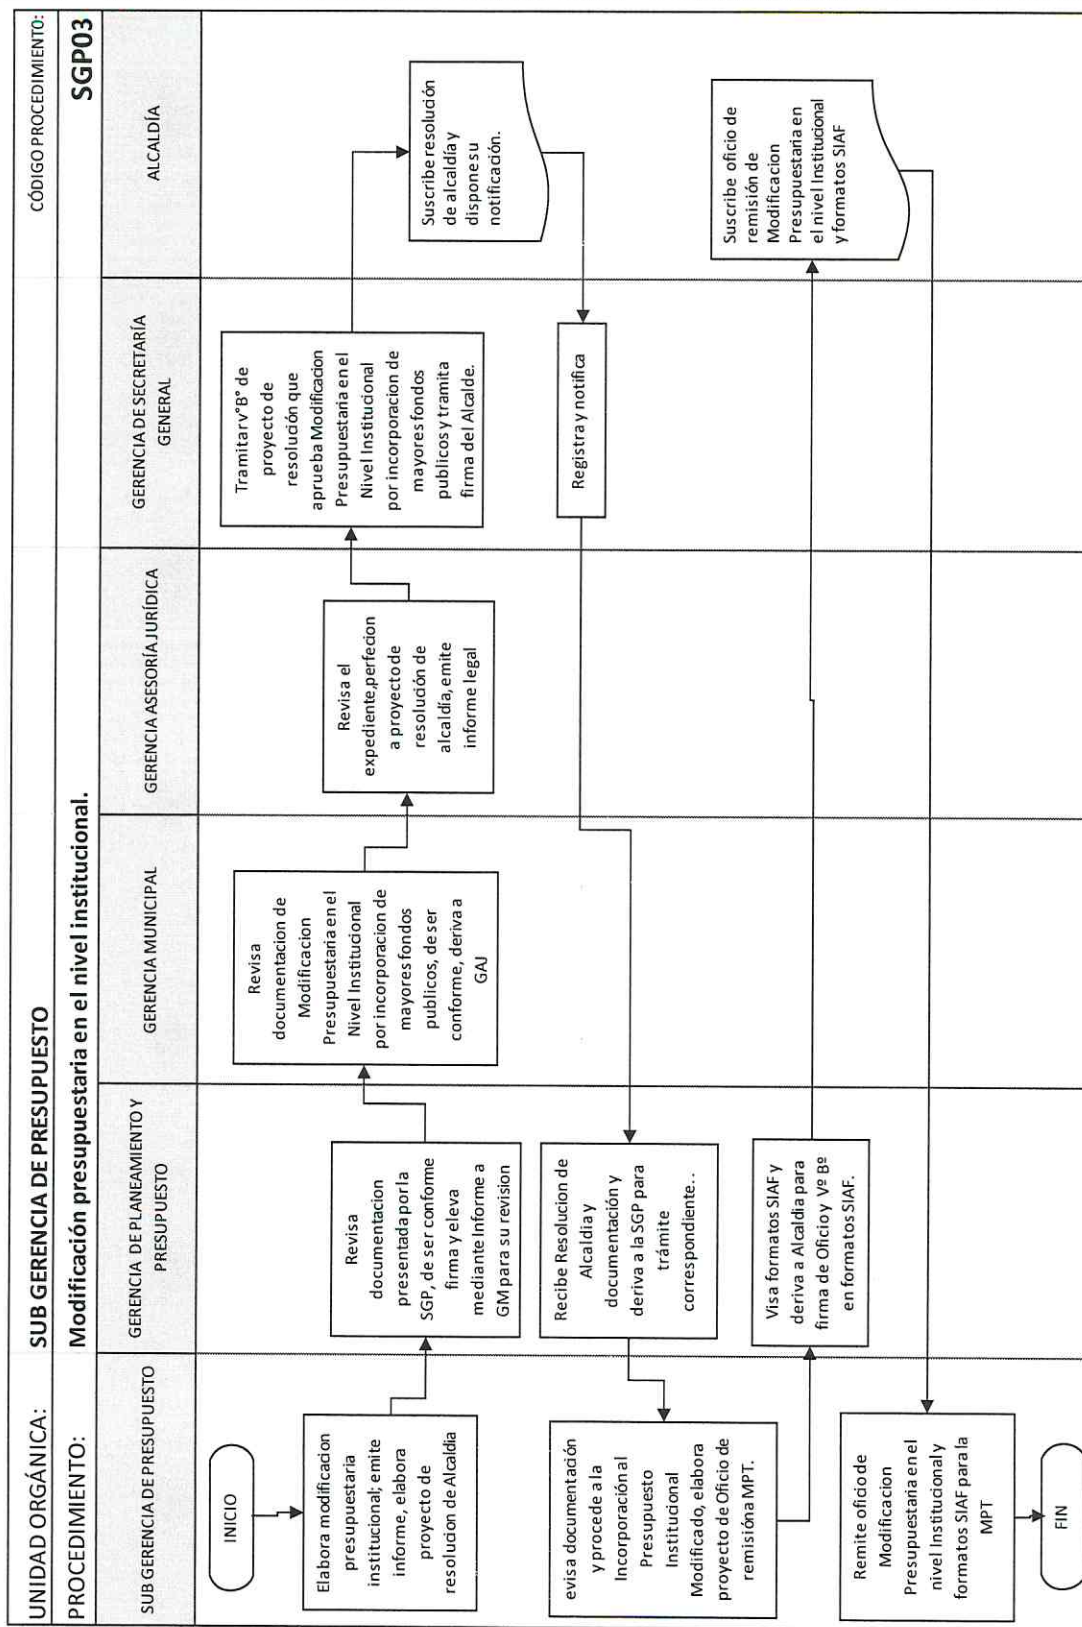 UNIDAD ORGÁNICA: SUB GERENCIA DE PRESUPUESTO
CÓDIGO PROCEDIMIENTO:
PROCEDIMIENTO: Modificación presupuestaria en el nivel institucional.
SGP03
SUB GERENCIA DE PRESUPUESTO
GERENCIA DE PLANEAMIENTO Y
PRESUPUESTO
GERENCIA MUNICIPAL
GERENCIA ASESORÍA JURÍDICA
GERENCIA DE SECRETARÍA
GENERAL
ALCALDÍA
INICIO
Elabora modificacion
presupuestaria
institucional; emite
informe, elabora
proyecto de
resolucion de Alcaldia
Revisa
documentacion
presentada por la
SGP, de ser conforme
firma y eleva
mediante Informe a
GM para su revision
Revisa
documentacion de
Modificacion
Presupuestaria en el
Nivel Institucional
por incorporacion de
mayores fondos
publicos, de ser
conforme, deriva a
GAJ
Revisa el
expediente,perfecion
a proyecto de
resolución de
alcaldía, emite
informe legal
Tramitar v°B° de
proyecto de
resolución que
aprueba Modificacion
Presupuestaria en el
Nivel Institucional
por incorporacion de
mayores fondos
publicos y tramita
firma del Alcalde.
Suscribe resolución
de alcaldía y
dispone su
notificación.
Registra y notifica
Recibe Resolucion de
Alcaldia y
documentación y
deriva a la SGP para
trámite
correspondiente. .
evisa documentación
y procede a la
Incorporación al
Presupuesto
Institucional
Modificado, elabora
proyecto de Oficio de
remisióna MPT.
Visa formatos SIAF y
deriva a Alcaldia para
firma de Oficio y Vº Bº
en formatos SIAF.
Suscribe oficio de
remisión de
Modificacion
Presupuestaria en
el nivel Institucional
y formatos SIAF
Remite oficio de
Modificacion
Presupuestaria en el
nivel Institucional y
formatos SIAF para la
MPT
FIN